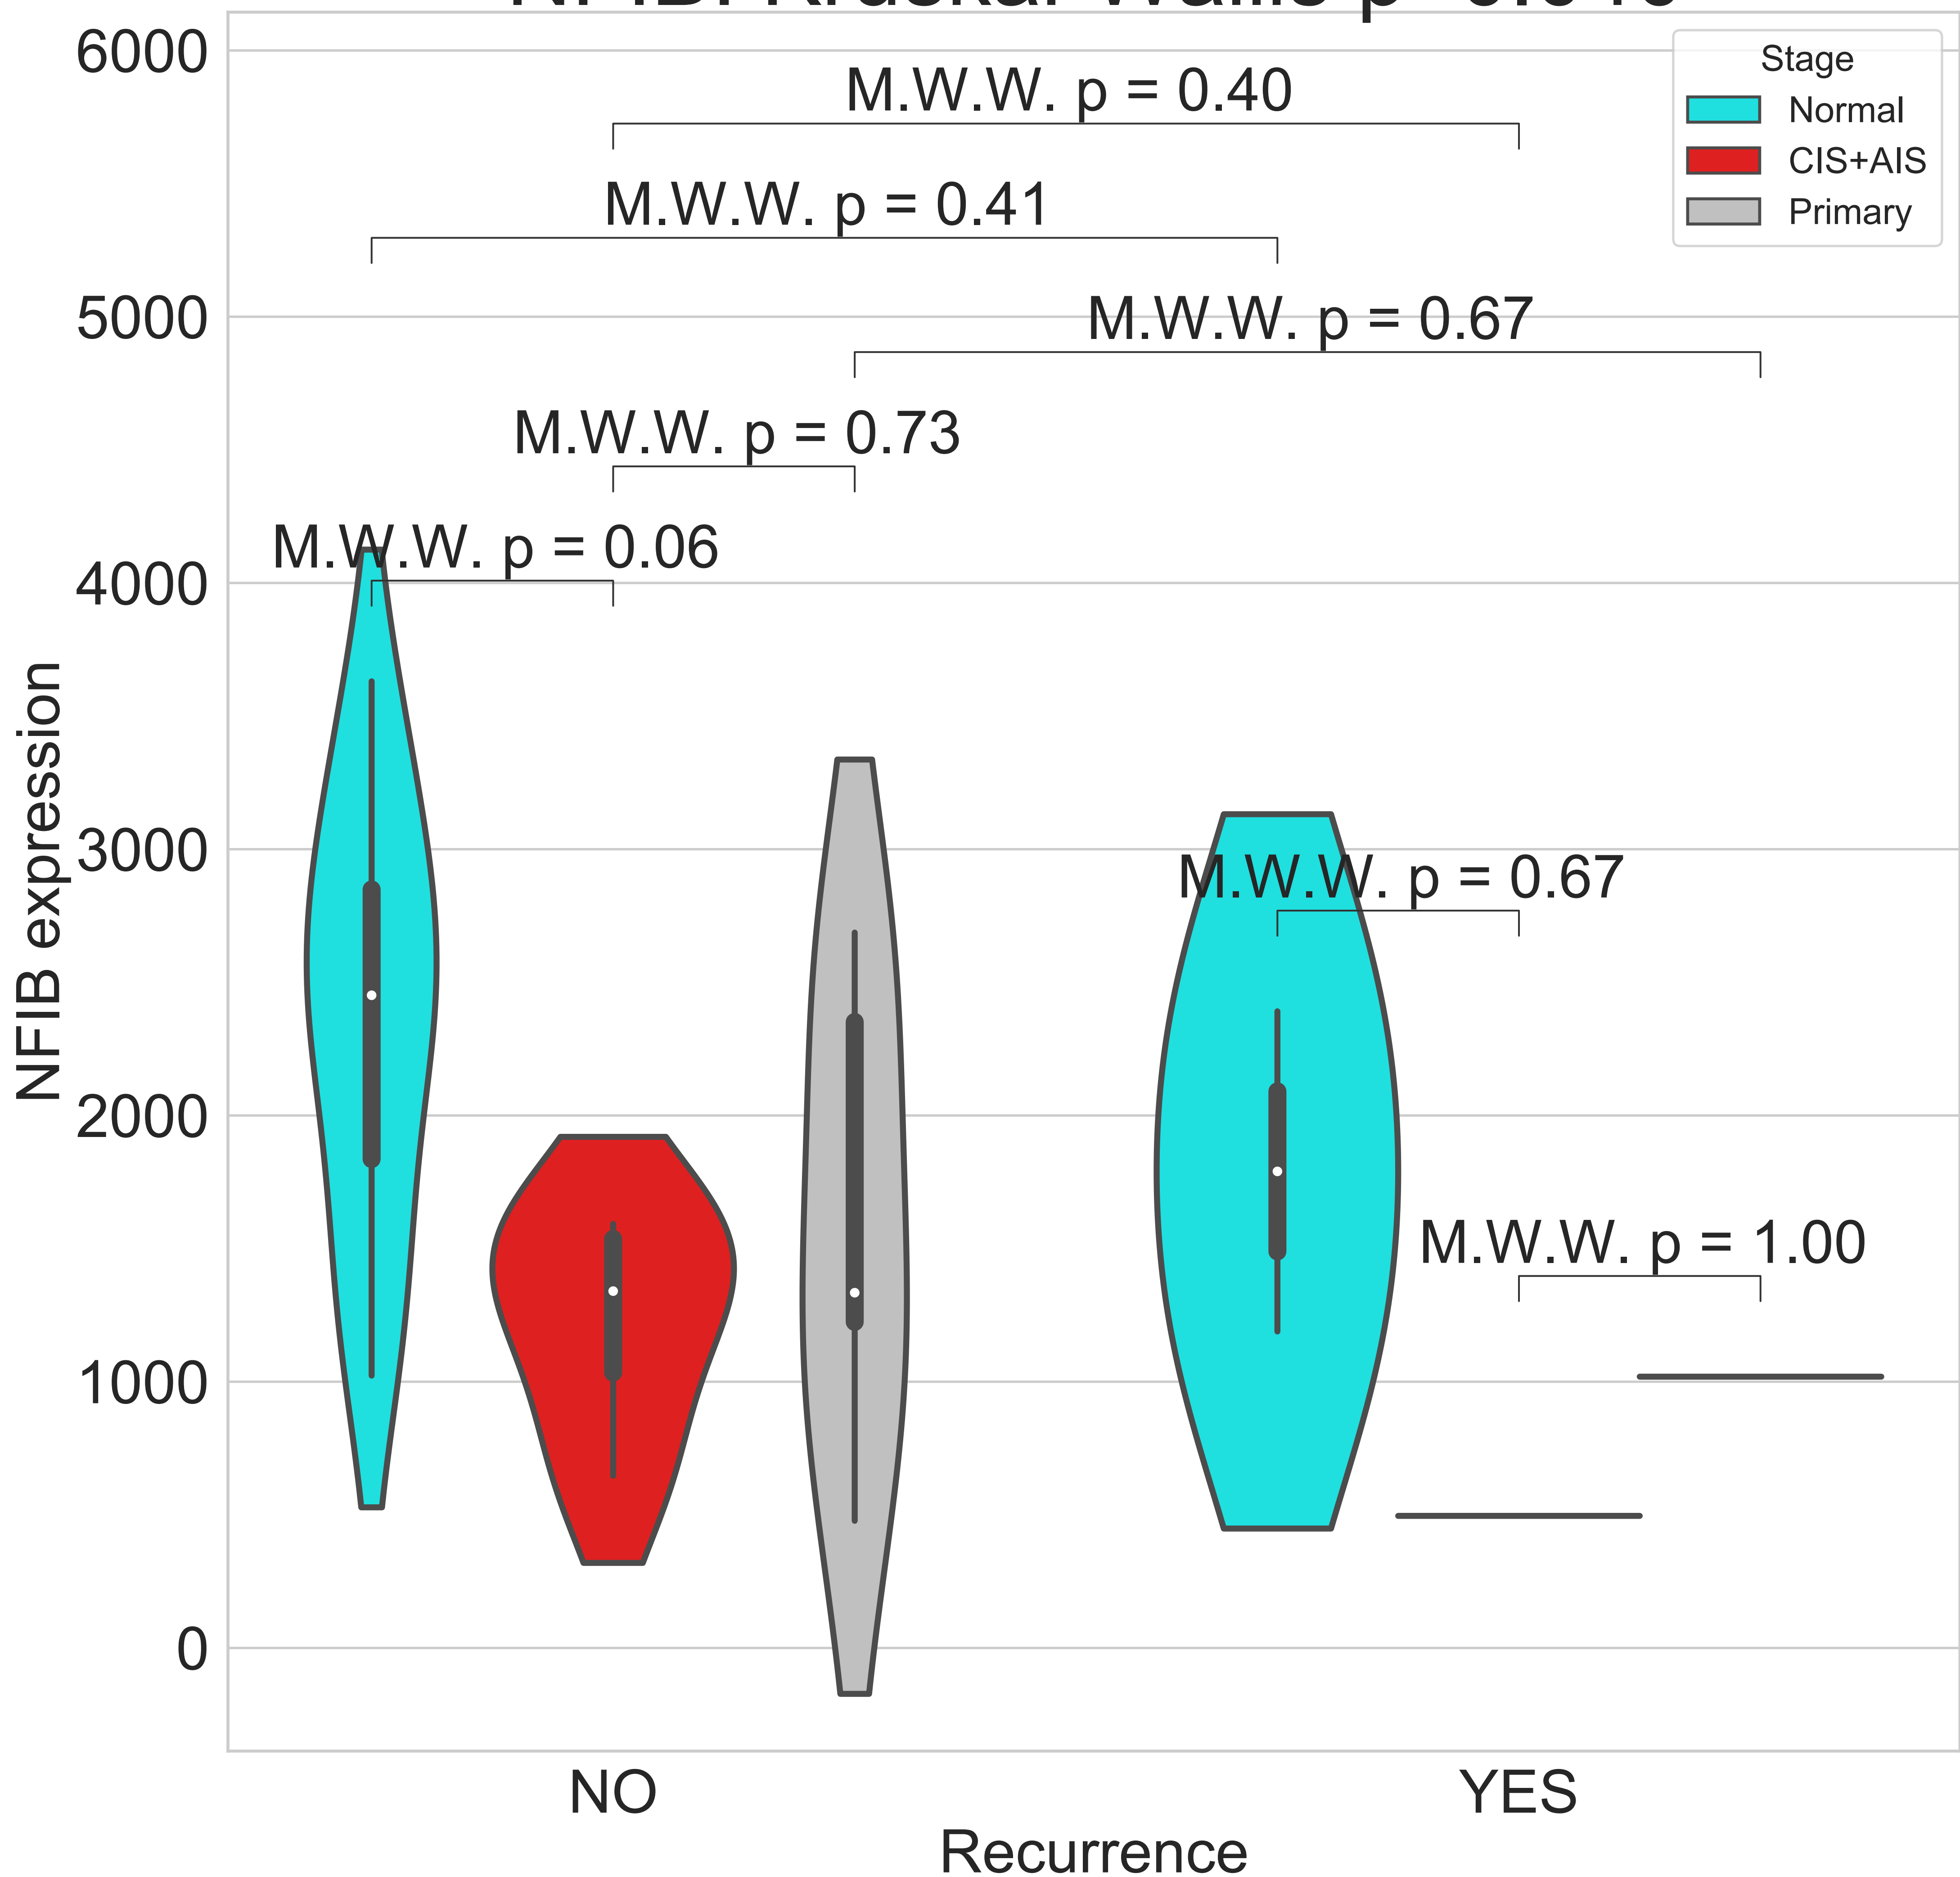 6000
5000
4000
3000
2000
1000
0
NFIB expression
Stage
Normal
CIS+AIS
Primary
M.W.W. p = 0.40
M.W.W. p = 0.41
M.W.W. p = 0.67
M.W.W. p = 0.73
M.W.W. p = 0.06
M.W.W. p = 0.67
M.W.W. p = 1.00
NO
YES
Recurrence